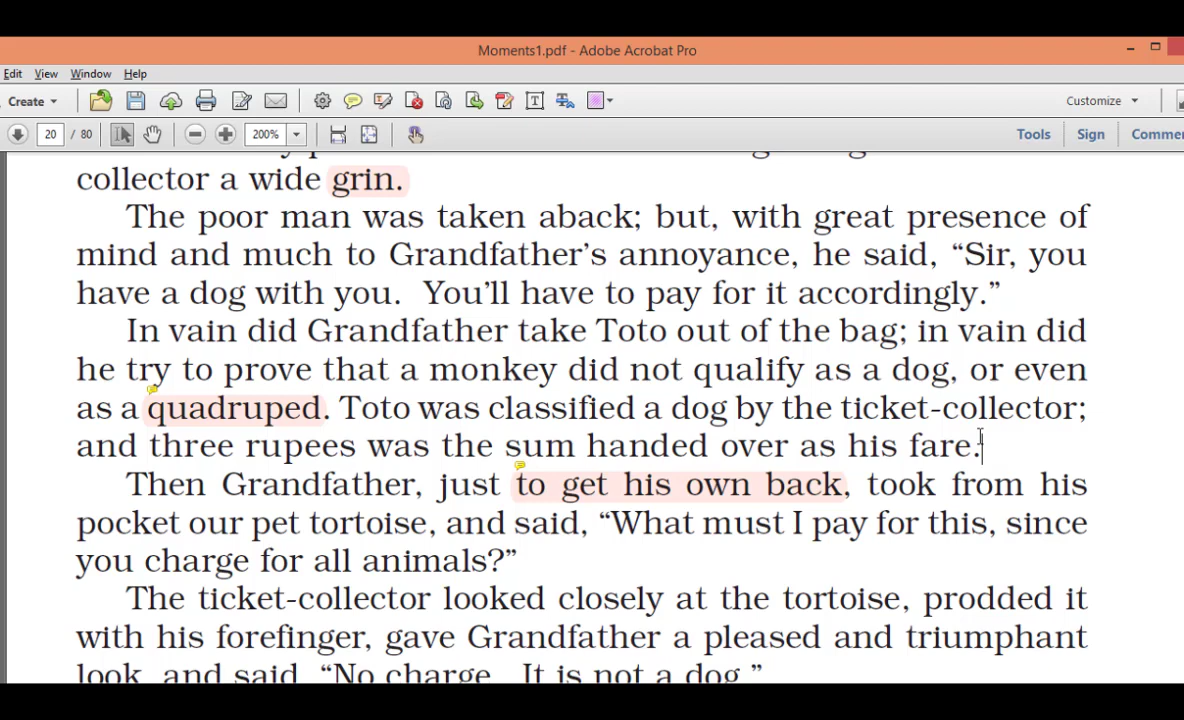 Moments1.pdf - Adobe Acrobat Pro
Edit View Window Help
Create Customize
20 / 80 200% Tools Sign
collector a wide grin.
The poor man was taken aback; but, with great presence of
mind and much to Grandfather's annoyance, he said, “Sir, you
have a dog with you. You'll have to pay for it accordingly.”
In vain did Grandfather take Toto out of the bag; in vain did
he try to prove that a monkey did not qualify as a dog, or even
as a quadruped. Toto was classified a dog by the ticket-collector;
and three rupees was the sum handed over as his fare.
Then Grandfather, just to get his own back, took from his
pocket our pet tortoise, and said, “What must I pay for this, since
you charge for all animals?”
The ticket-collector looked closely at the tortoise, prodded it
with his forefinger, gave Grandfather a pleased and triumphant
look, and said, “No charge. It is not a dog.”